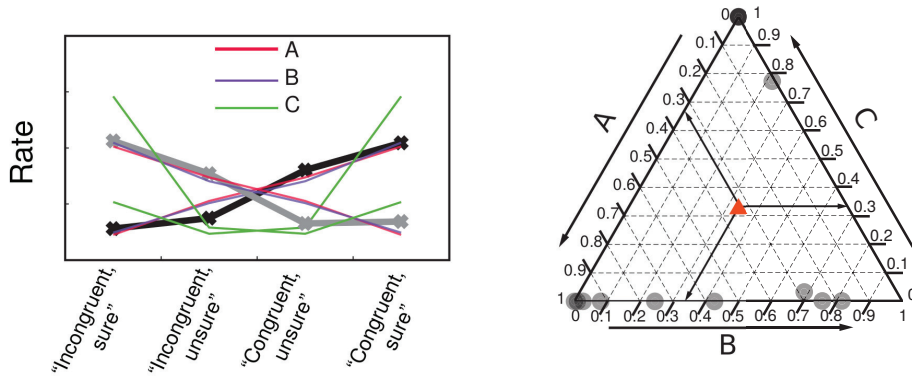 A
B
C
Rate
“Incongruent,
sure”
“Incongruent,
unsure”
“Congruent,
unsure”
“Congruent,
sure”
0 1
0.1 0.9
0.2 0.8
0.3 0.7
0.4 0.6
0.5 0.5
0.6 0.4
0.7 0.3
0.8 0.2
0.9 0.1
1 0
A
C
0 0.1 0.2 0.3 0.4 0.5 0.6 0.7 0.8 0.9 1
B